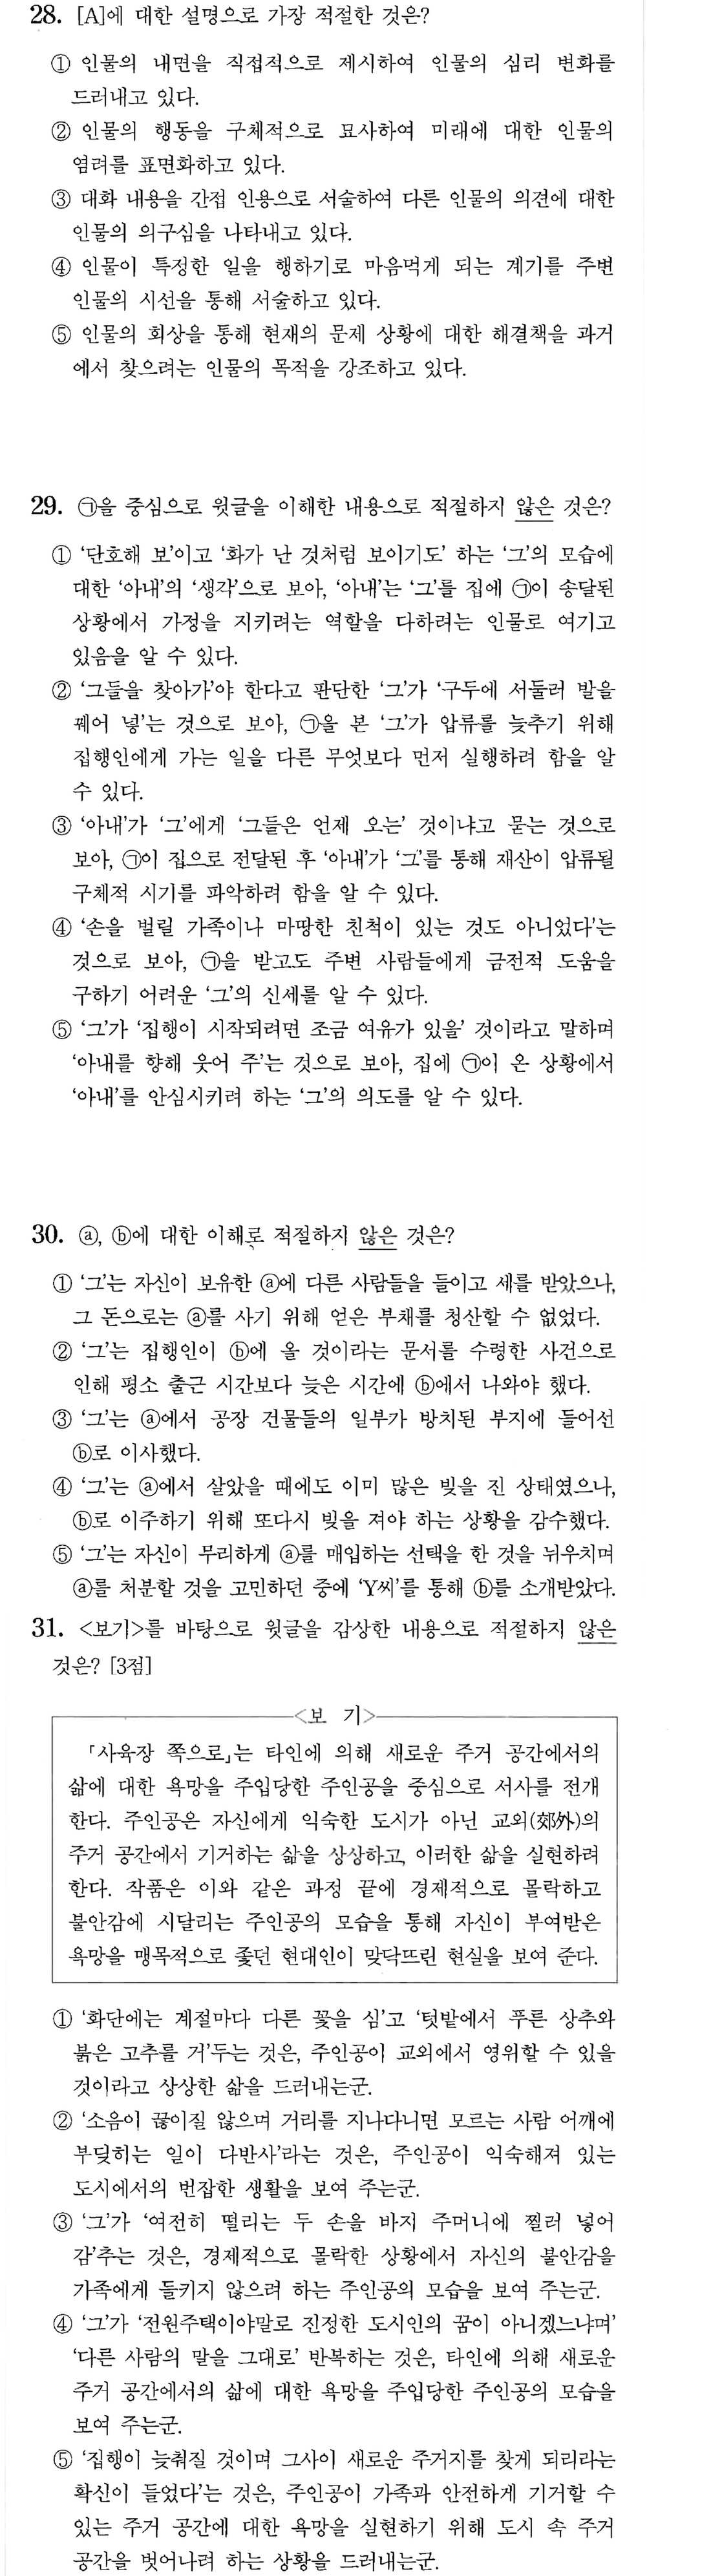 28. [A]에 대한 설명으로 가장 적절한 것은?
① 인물의 내면을 직접적으로 제시하여 인물의 심리 변화를
드러내고 있다.
② 인물의 행동을 구체적으로 묘사하여 미래에 대한 인물의
염려를 표면화하고 있다.
③ 대화 내용을 간접 인용으로 서술하여 다른 인물의 의견에 대한
인물의 의구심을 나타내고 있다.
④ 인물이 특정한 일을 행하기로 마음먹게 되는 계기를 주변
인물의 시선을 통해 서술하고 있다.
⑤ 인물의 회상을 통해 현재의 문제 상황에 대한 해결책을 과거
에서 찾으려는 인물의 목적을 강조하고 있다.
29. ㉠을 중심으로 윗글을 이해한 내용으로 적절하지 않은 것은?
① ‘단호해 보’이고 ‘화가 난 것처럼 보이기도’ 하는 ‘그’의 모습에
대한 ‘아내’의 ‘생각’으로 보아, ‘아내’는 ‘그’를 집에 ㉠이 송달된
상황에서 가정을 지키려는 역할을 다하려는 인물로 여기고
있음을 알 수 있다.
② ‘그들을 찾아가’야 한다고 판단한 ‘그’가 ‘구두에 서둘러 발을
꿰어 넣’는 것으로 보아, ㉠을 본 ‘그’가 압류를 늦추기 위해
집행인에게 가는 일을 다른 무엇보다 먼저 실행하려 함을 알
수 있다.
③ ‘아내’가 ‘그’에게 ‘그들은 언제 오는’ 것이냐고 묻는 것으로
보아, ㉠이 집으로 전달된 후 ‘아내’가 ‘그’를 통해 재산이 압류될
구체적 시기를 파악하려 함을 알 수 있다.
④ ‘손을 벌릴 가족이나 마땅한 친척이 있는 것도 아니었다’는
것으로 보아, ㉠을 받고도 주변 사람들에게 금전적 도움을
구하기 어려운 ‘그’의 신세를 알 수 있다.
⑤ ‘그’가 ‘집행이 시작되려면 조금 여유가 있을’ 것이라고 말하며
‘아내를 향해 웃어 주’는 것으로 보아, 집에 ㉠이 온 상황에서
‘아내’를 안심시키려 하는 ‘그’의 의도를 알 수 있다.
30. ⓐ, ⓑ에 대한 이해로 적절하지 않은 것은?
① ‘그’는 자신이 보유한 ⓐ에 다른 사람들을 들이고 세를 받았으나,
그 돈으로는 ⓐ를 사기 위해 얻은 부채를 청산할 수 없었다.
② ‘그’는 집행인이 ⓑ에 올 것이라는 문서를 수령한 사건으로
인해 평소 출근 시간보다 늦은 시간에 ⓑ에서 나와야 했다.
③ ‘그’는 ⓐ에서 공장 건물들의 일부가 방치된 부지에 들어선
ⓑ로 이사했다.
④ ‘그’는 ⓐ에서 살았을 때에도 이미 많은 빚을 진 상태였으나,
ⓑ로 이주하기 위해 또다시 빚을 져야 하는 상황을 감수했다.
⑤ ‘그’는 자신이 무리하게 ⓐ를 매입하는 선택을 한 것을 뉘우치며
ⓐ를 처분할 것을 고민하던 중에 ‘Y씨’를 통해 ⓑ를 소개받았다.
31. <보기>를 바탕으로 윗글을 감상한 내용으로 적절하지 않은
것은? [3점]
<보 기>
「사육장 쪽으로」는 타인에 의해 새로운 주거 공간에서의
삶에 대한 욕망을 주입당한 주인공을 중심으로 서사를 전개
한다. 주인공은 자신에게 익숙한 도시가 아닌 교외(郊外)의
주거 공간에서 기거하는 삶을 상상하고, 이러한 삶을 실현하려
한다. 작품은 이와 같은 과정 끝에 경제적으로 몰락하고
불안감에 시달리는 주인공의 모습을 통해 자신이 부여받은
욕망을 맹목적으로 좇던 현대인이 맞닥뜨린 현실을 보여 준다.
① ‘화단에는 계절마다 다른 꽃을 심’고 ‘텃밭에서 푸른 상추와
붉은 고추를 거’두는 것은, 주인공이 교외에서 영위할 수 있을
것이라고 상상한 삶을 드러내는군.
② ‘소음이 끊이질 않으며 거리를 지나다니면 모르는 사람 어깨에
부딪히는 일이 다반사’라는 것은, 주인공이 익숙해져 있는
도시에서의 번잡한 생활을 보여 주는군.
③ ‘그’가 ‘여전히 떨리는 두 손을 바지 주머니에 찔러 넣어
감’추는 것은, 경제적으로 몰락한 상황에서 자신의 불안감을
가족에게 들키지 않으려 하는 주인공의 모습을 보여 주는군.
④ ‘그’가 ‘전원주택이야말로 진정한 도시인의 꿈이 아니겠느냐며’
‘다른 사람의 말을 그대로’ 반복하는 것은, 타인에 의해 새로운
주거 공간에서의 삶에 대한 욕망을 주입당한 주인공의 모습을
보여 주는군.
⑤ ‘집행이 늦춰질 것이며 그사이 새로운 주거지를 찾게 되리라는
확신이 들었다’는 것은, 주인공이 가족과 안전하게 기거할 수
있는 주거 공간에 대한 욕망을 실현하기 위해 도시 속 주거
공간을 벗어나려 하는 상황을 드러내는군.